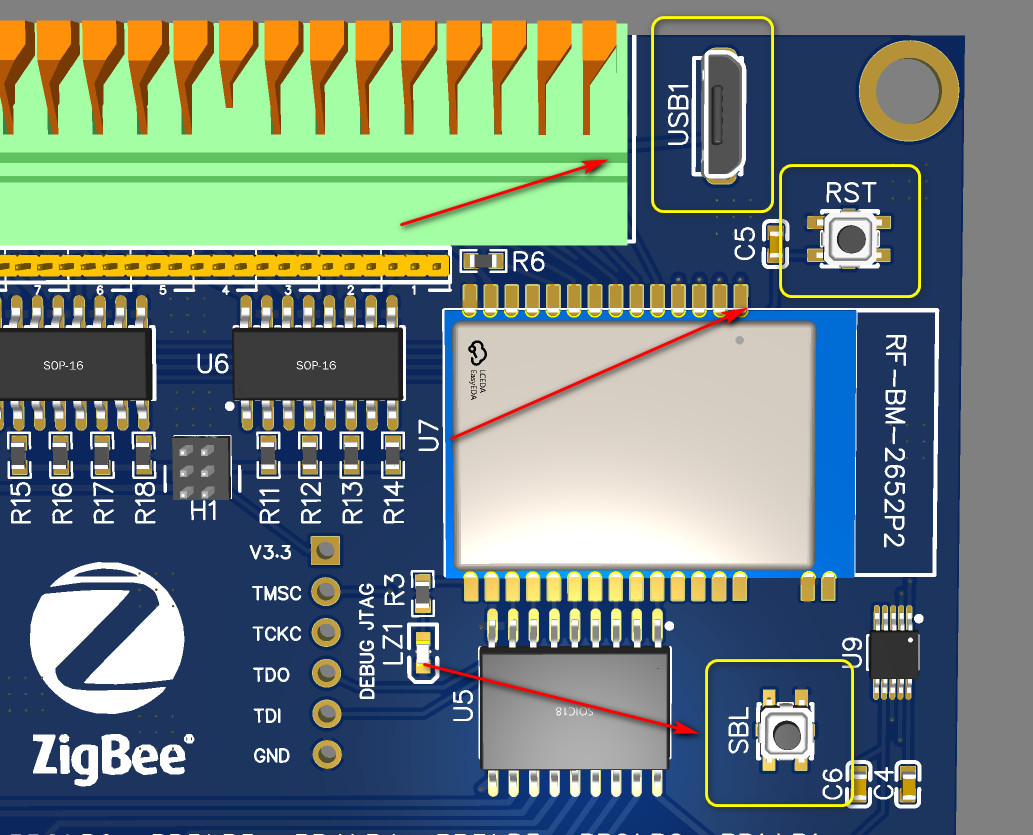 USB1
RST
C5
R6
7
6
5
4
3
2
1
SOP-16
U6
SOP-16
LCEDA
EasyEDA
U7
RF-BM-2652P2
R15
R16
R17
R18
H1
R11
R12
R13
R14
V3.3
TMSC
TCKC
TDO
TDI
GND
DEBUG JTAG
R3
LZ1
U5
SOIC18
U9
SBL
C6
C4
ZigBee®